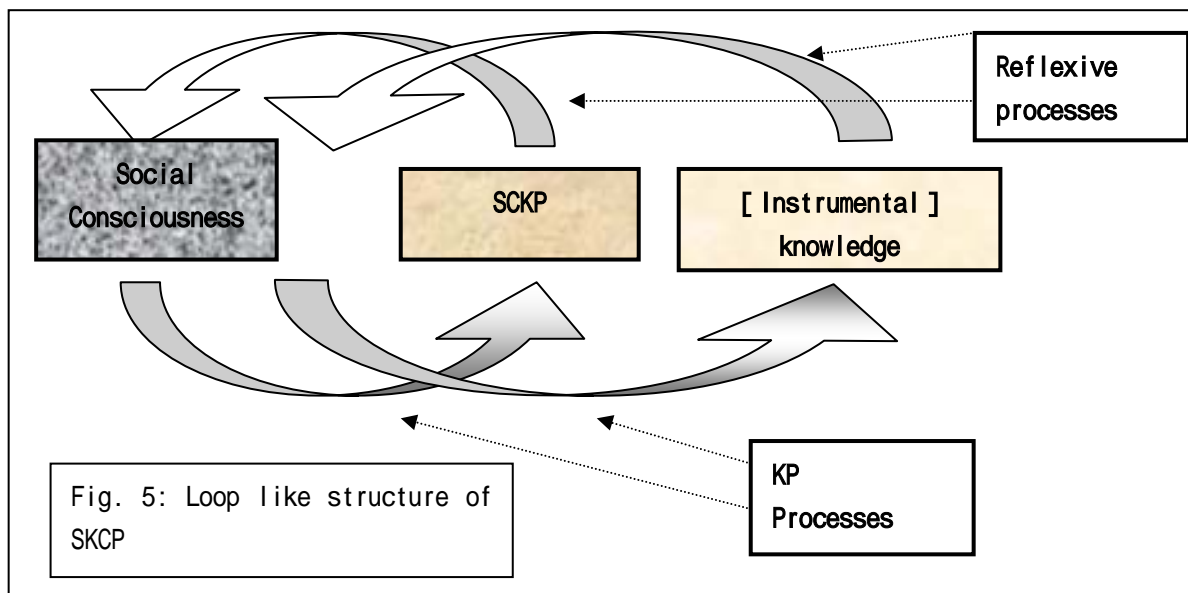 Reflexive
processes
Social
Consciousness
SCKP
[ Instrumental ]
knowledge
KP
Processes
Fig. 5: Loop like structure of
SKCP